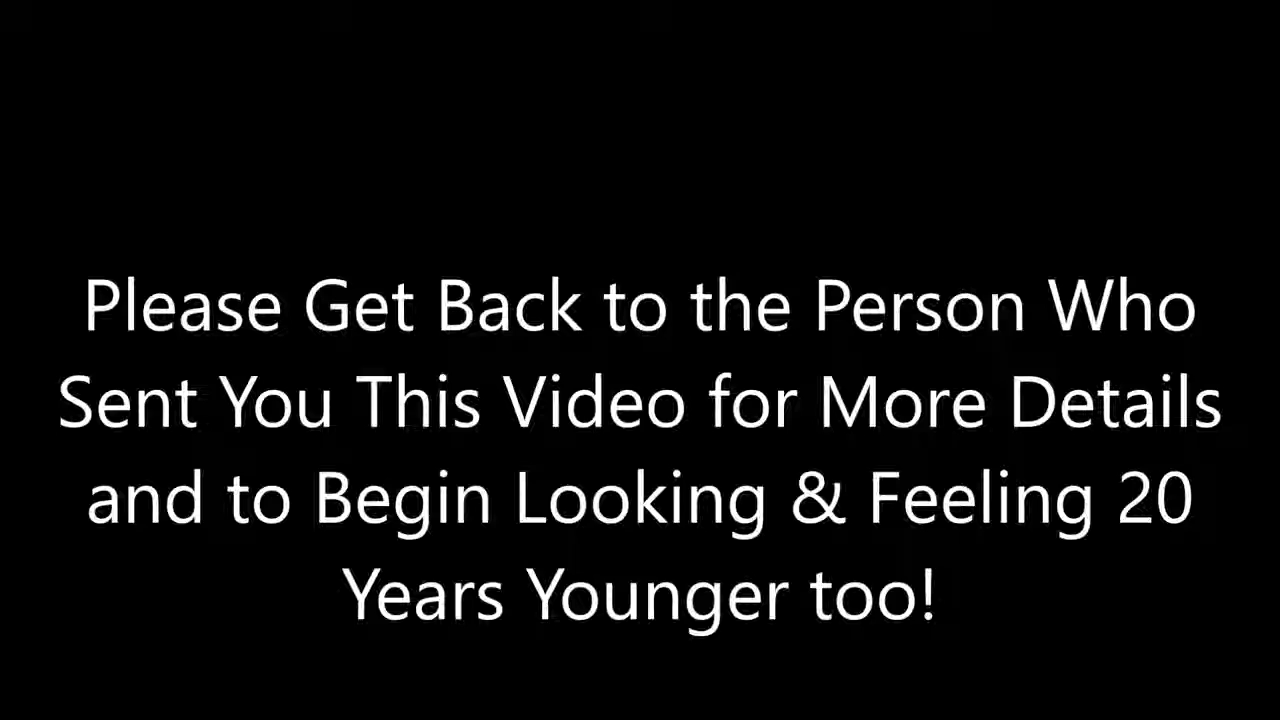 Please Get Back to the Person Who
Sent You This Video for More Details
and to Begin Looking & Feeling 20
Years Younger too!